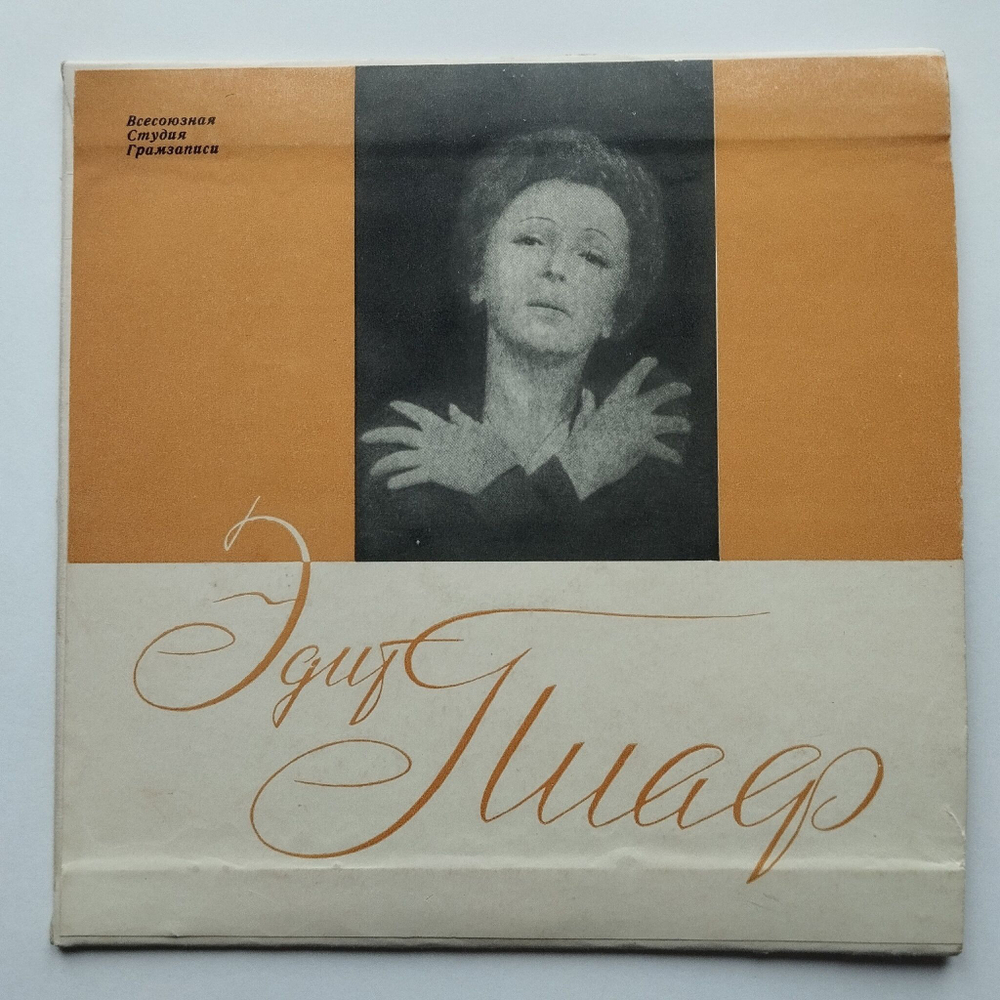 Всесоюзная
Студия
Грамзаписи
Эдит
Пиаф